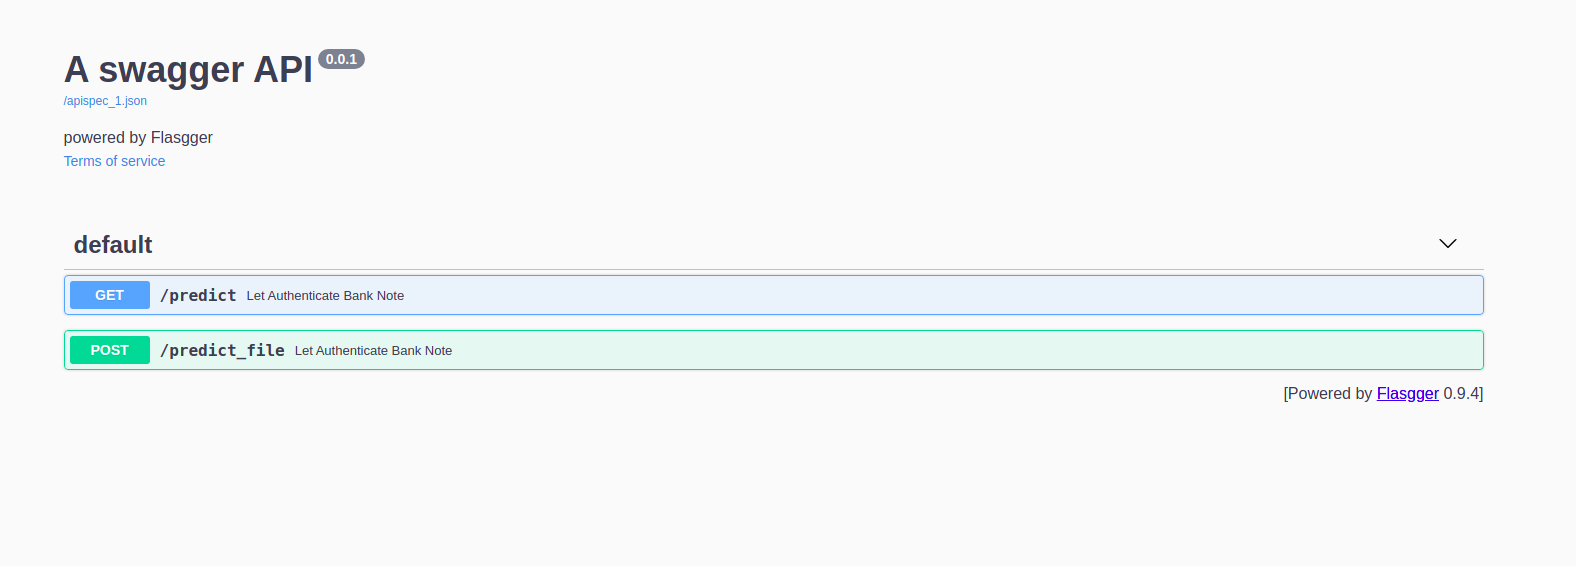 A swagger API 0.0.1
/apispec_1.json
powered by Flasgger
Terms of service
default
GET /predict Let Authenticate Bank Note
POST /predict_file Let Authenticate Bank Note
[Powered by Flasgger 0.9.4]